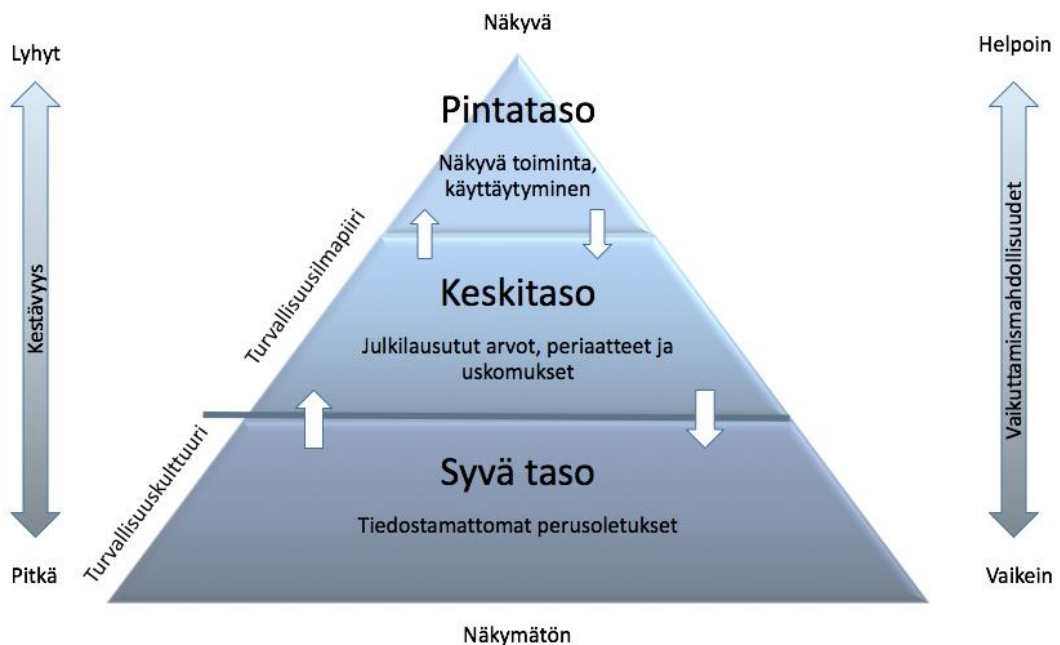 Näkyvä
Lyhyt
Helpoin
Pintataso
Näkyvä toiminta,
käyttäytyminen
Turvallisuusilmapiiri
Kestävyys
Vaikuttamismahdollisuudet
Keskitaso
Julkilausutut arvot, periaatteet ja
uskomukset
Turvallisuuskulttuuri
Syvä taso
Tiedostamattomat perusoletukset
Pitkä
Vaikein
Näkymätön